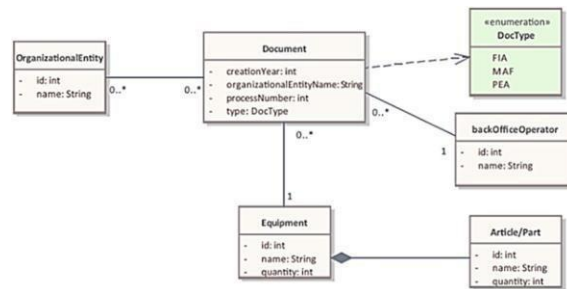 «enumeration»
DocType
FIA
MAF
PEA
OrganizationalEntity
- id: int
- name: String
Document
- creationYear: int
- organizationalEntityName: String
- processNumber: int
- type: DocType
0..*
0..*
0..*
0..*
backOfficeOperator
- id: int
- name: String
1
1
Equipment
- id: int
- name: String
- quantity: int
Article/Part
- id: int
- name: String
- quantity: int